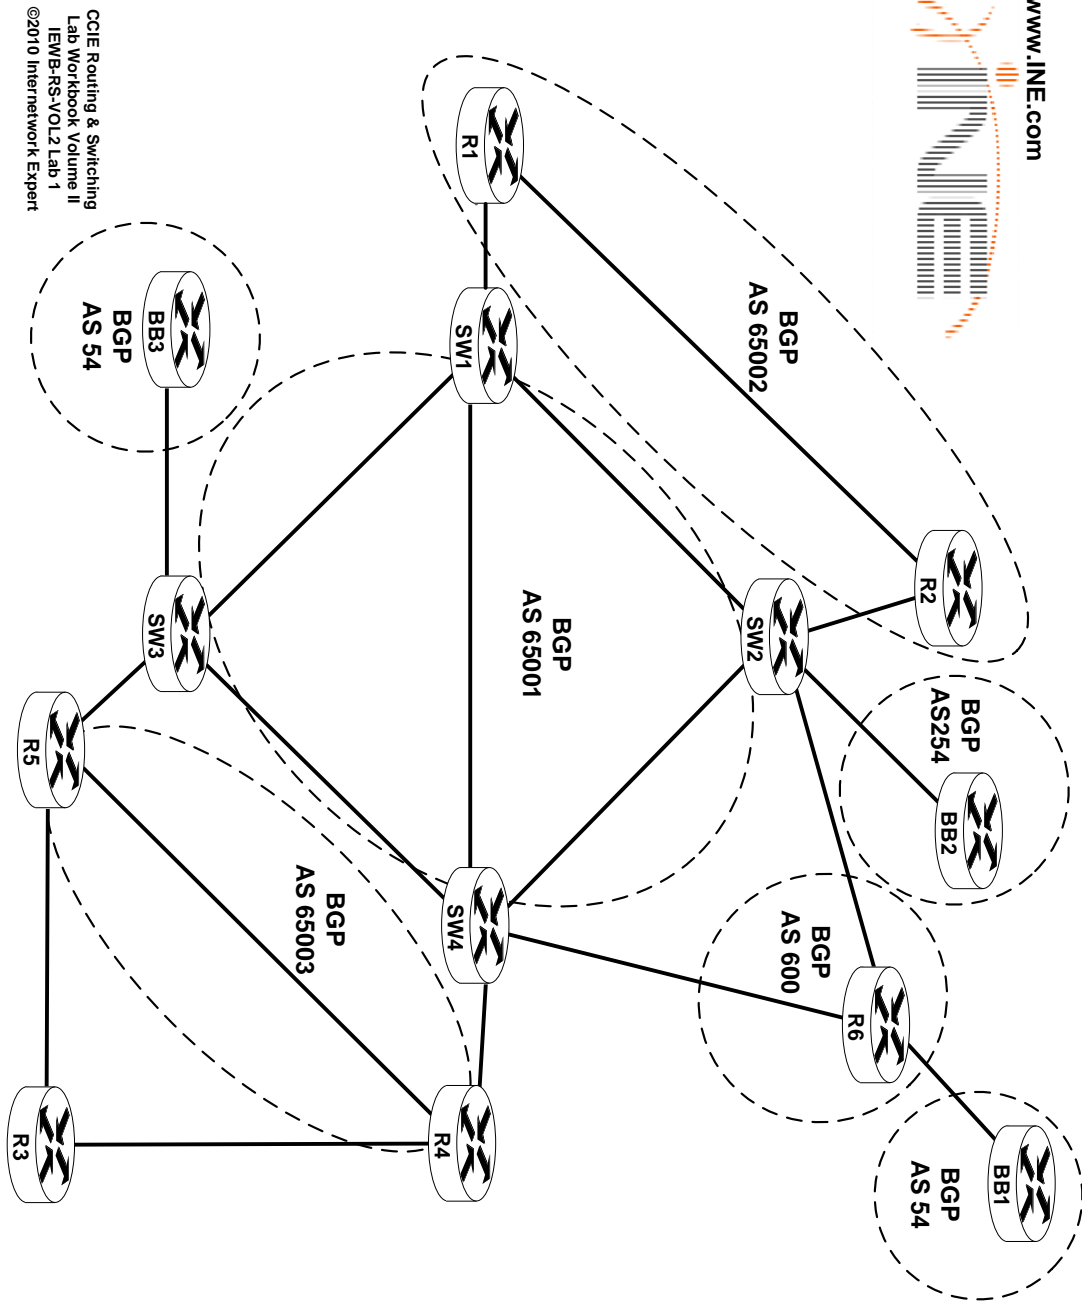 www.INE.com
iNE
BGP
AS 65002
R1
R2
SW1
SW2
BGP
AS254
BB2
BGP
AS 65001
BGP
AS 600
R6
BGP
AS 54
BB1
BB3
BGP
AS 54
SW3
SW4
BGP
AS 65003
R5
R4
R3
CCIE Routing & Switching
Lab Workbook Volume II
IEWB-RS-VOL2 Lab 1
©2010 Internetwork Expert